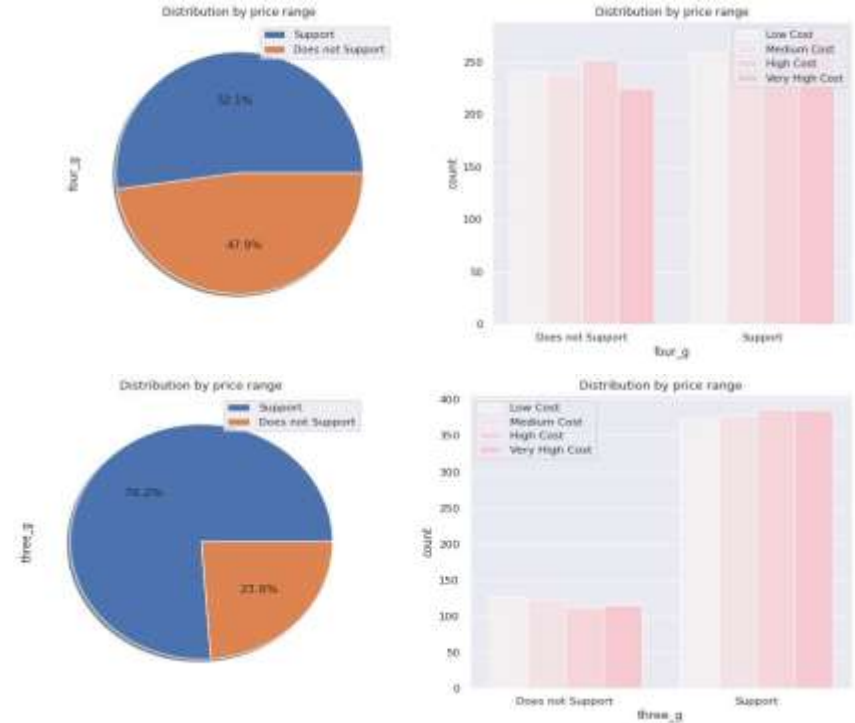 Distribution by price range
Support
Does not Support
four_g
52.1%
47.9%
Distribution by price range
Low Cost
Medium Cost
High Cost
Very High Cost
count
250
200
150
100
50
0
Does not Support
Support
four_g
Distribution by price range
Support
Does not Support
three_g
76.2%
23.8%
Distribution by price range
Low Cost
Medium Cost
High Cost
Very High Cost
count
400
350
300
250
200
150
100
50
0
Does not Support
Support
three_g